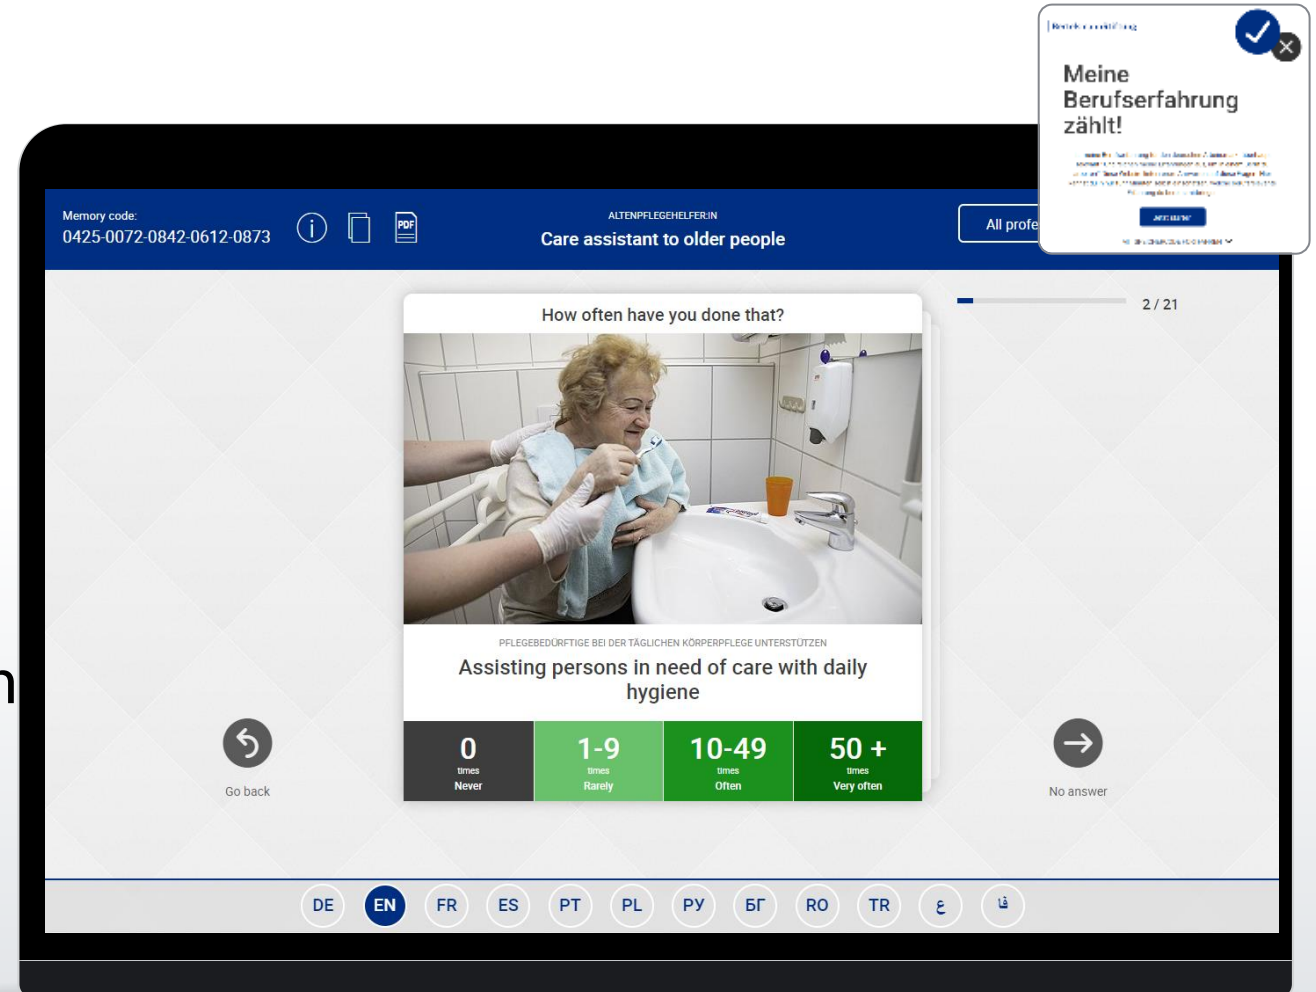 Meine
Berufserfahrung
zählt!
Memory code:
0425-0072-0842-0612-0873
i
PDF
ALTENPFLEGEHELFER:IN
Care assistant to older people
All profe
2 / 21
How often have you done that?
PFLEGEBEDÜRFTIGE BEI DER TÄGLICHEN KÖRPERPFLEGE UNTERSTÜTZEN
Assisting persons in need of care with daily
hygiene
0 1-9 10-49 50 +
times times times times
Never Rarely Often Very often
n
Go back
No answer
DE EN FR ES PT PL РУ БГ RO TR ع فا